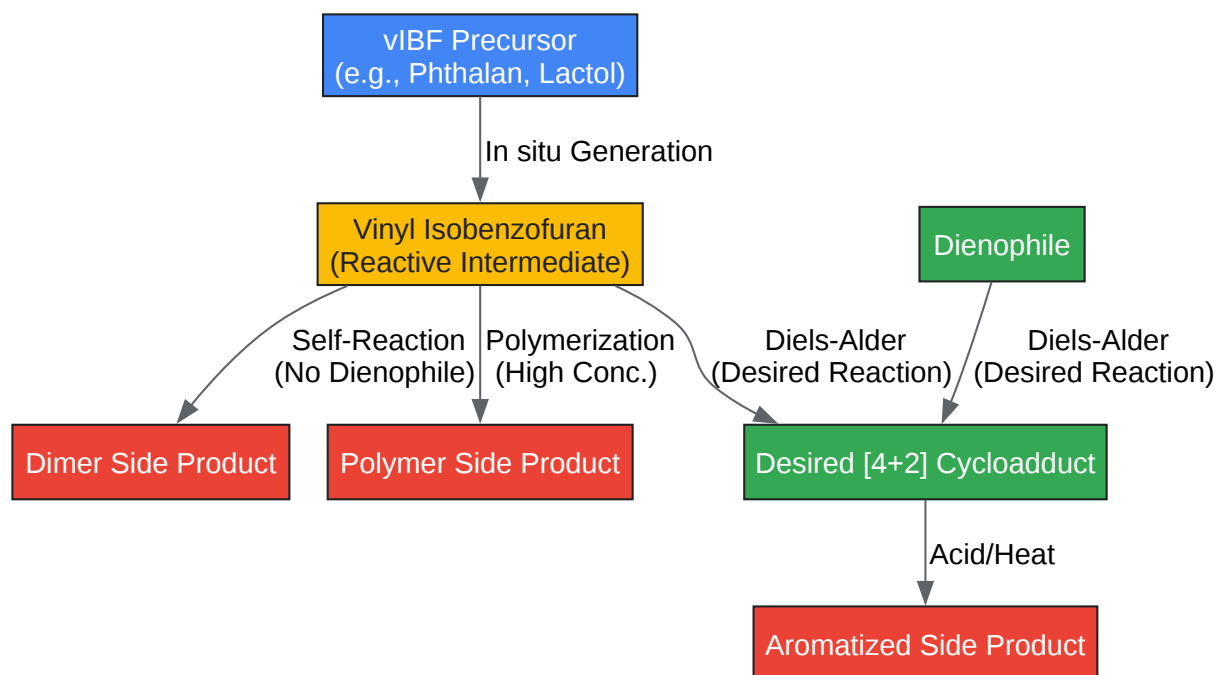 vIBF Precursor
(e.g., Phthalan, Lactol)
In situ Generation
Vinyl Isobenzofuran
(Reactive Intermediate)
Dienophile
Self-Reaction
(No Dienophile)
Polymerization
(High Conc.)
Diels-Alder
(Desired Reaction)
Diels-Alder
(Desired Reaction)
Dimer Side Product
Polymer Side Product
Desired [4+2] Cycloadduct
Acid/Heat
Aromatized Side Product